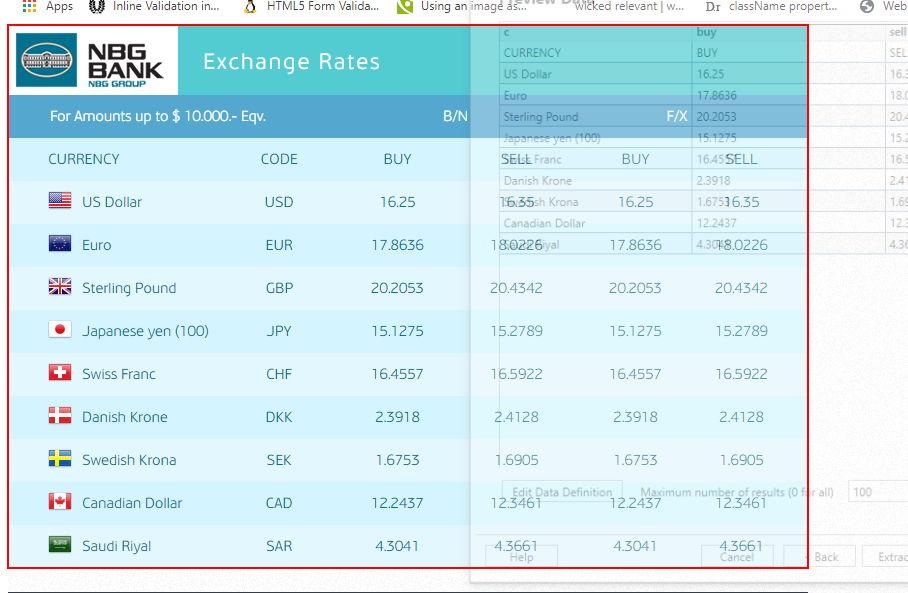 Apps Inline Validation in... HTML5 Form Valida... Using an image as... wicked relevant | w... Dr className propert... Web
review Data
NBG
BANK
NBG GROUP
Exchange Rates
For Amounts up to $ 10.000.- Eqv. B/N F/X
CURRENCY CODE BUY SELL BUY SELL
US Dollar USD 16.25 16.35 16.25 16.35
Euro EUR 17.8636 18.0226 17.8636 18.0226
Sterling Pound GBP 20.2053 20.4342 20.2053 20.4342
Japanese yen (100) JPY 15.1275 15.2789 15.1275 15.2789
Swiss Franc CHF 16.4557 16.5922 16.4557 16.5922
Danish Krone DKK 2.3918 2.4128 2.3918 2.4128
Swedish Krona SEK 1.6753 1.6905 1.6753 1.6905
Canadian Dollar CAD 12.2437 12.3461 12.2437 12.3461
Saudi Riyal SAR 4.3041 4.3661 4.3041 4.3661
c buy sell
CURRENCY BUY SEL
US Dollar 16.25 16.3
Euro 17.8636 18.0
Sterling Pound 20.2053 20.4
Japanese yen (100) 15.1275 15.2
Swiss Franc 16.4557 16.5
Danish Krone 2.3918 2.41
Swedish Krona 1.6753 1.69
Canadian Dollar 12.2437 12.3
Saudi Riyal 4.3041 4.36
Edit Data Definition Maximum number of results (0 for all) 100
Help Cancel Back Extrac